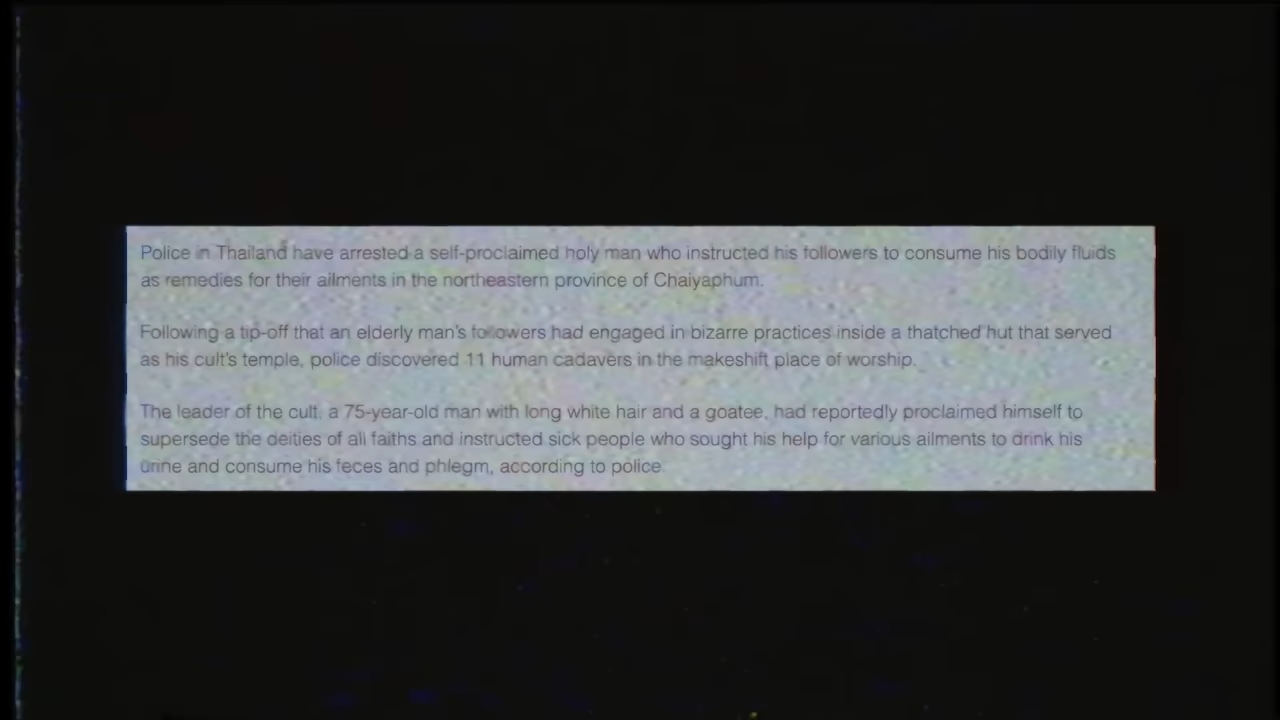 Police in Thailand have arrested a self-proclaimed holy man who instructed his followers to consume his bodily fluids
as remedies for their ailments in the northeastern province of Chaiyaphum.
Following a tip-off that an elderly man's followers had engaged in bizarre practices inside a thatched hut that served
as his cult's temple, police discovered 11 human cadavers in the makeshift place of worship.
The leader of the cult, a 75-year-old man with long white hair and a goatee, had reportedly proclaimed himself to
supersede the deities of all faiths and instructed sick people who sought his help for various ailments to drink his
urine and consume his feces and phlegm, according to police.